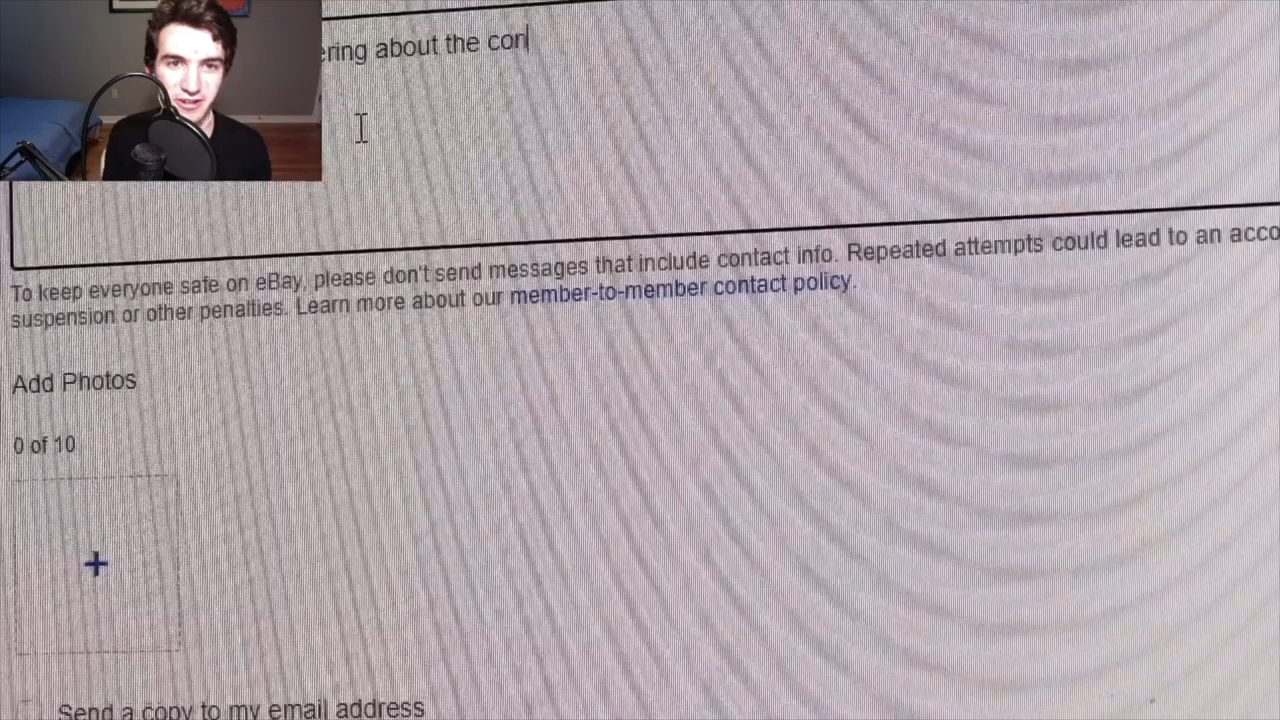 ering about the con
To keep everyone safe on eBay, please don't send messages that include contact info. Repeated attempts could lead to an acco
suspension or other penalties. Learn more about our member-to-member contact policy.
Add Photos
0 of 10
+
Send a copy to my email address